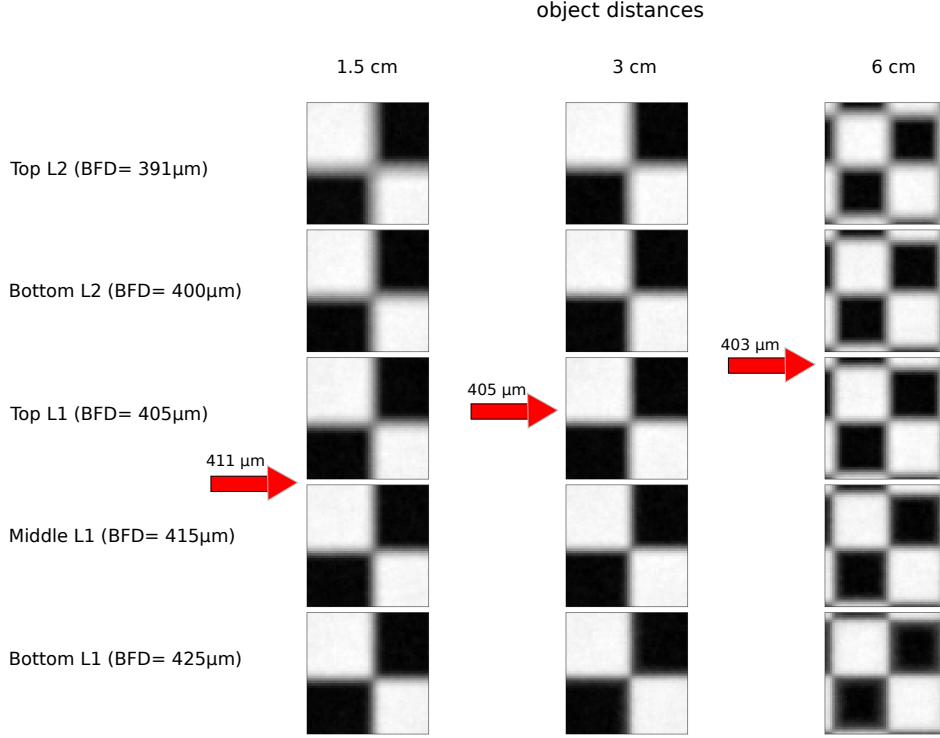 object distances
1.5 cm
3 cm
6 cm
Top L2 (BFD= 391µm)
Bottom L2 (BFD= 400µm)
403 µm
405 µm
Top L1 (BFD= 405µm)
411 µm
Middle L1 (BFD= 415µm)
Bottom L1 (BFD= 425µm)